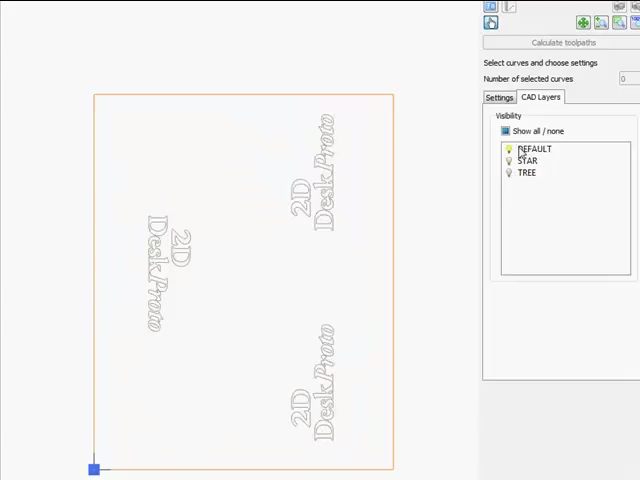 Calculate toolpaths
Select curves and choose settings
Number of selected curves 0
Settings CAD Layers
Visibility
Show all / none
DEFAULT
STAR
TREE
2D
DeskProto
2D
DeskProto
2D
DeskProto